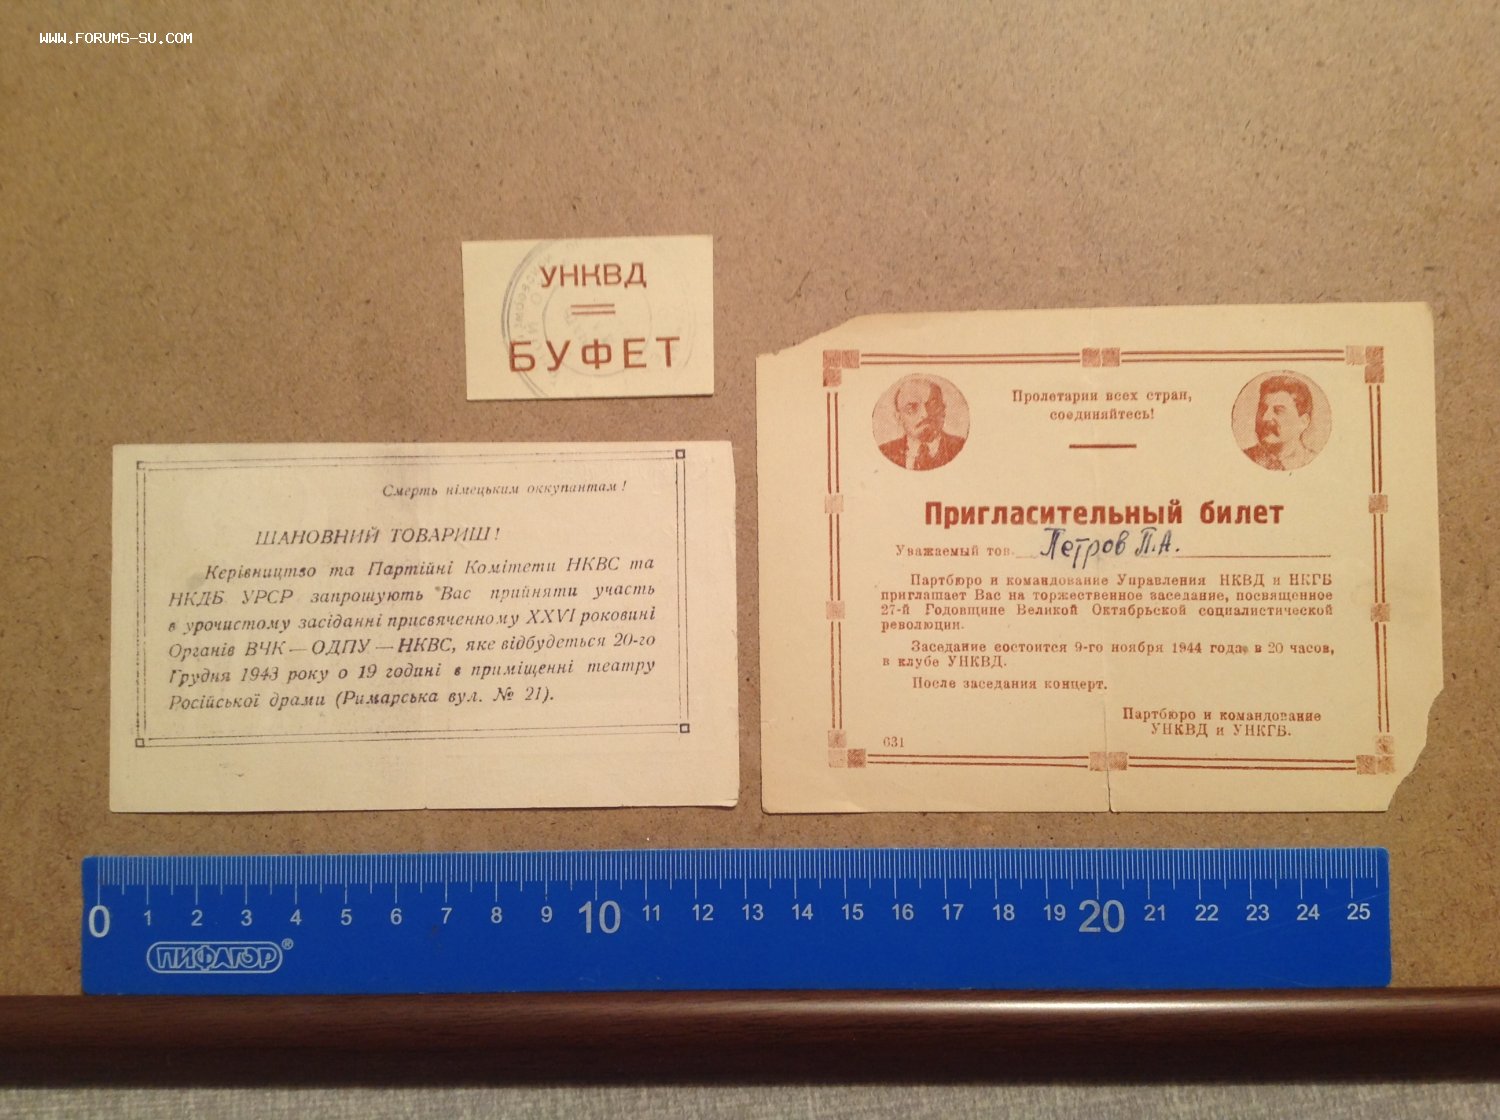 WWW.FORUMS-SU.COM
УНКВД
БУФЕТ
Смерть німецьким оккупантам!
ШАНОВНИЙ ТОВАРИШ!
Керівництво та Партійні Комітети НКВС та
НКДБ УРСР запрошують Вас прийняти участь
в урочистому засіданні присвяченному XXVI роковині
Органів ВЧК—ОДПУ—НКВС, яке відбудеться 20-го
Грудня 1943 року о 19 годині в приміщенні театру
Російської драми (Римарська вул. № 21).
Пролетарии всех стран,
соединяйтесь!
Пригласительный билет
Уважаемый тов. Петров П.А.
Партбюро и командование Управления НКВД и НКГБ
приглашает Вас на торжественное заседание, посвященное
27-й Годовщине Великой Октябрьской социалистической
революции.
Заседание состоится 9-го ноября 1944 года, в 20 часов,
в клубе УНКВД.
После заседания концерт.
Партбюро и командование
УНКВД и УНКГБ.
631
0 1 2 3 4 5 6 7 8 9 10 11 12 13 14 15 16 17 18 19 20 21 22 23 24 25
ПИФАГОР®